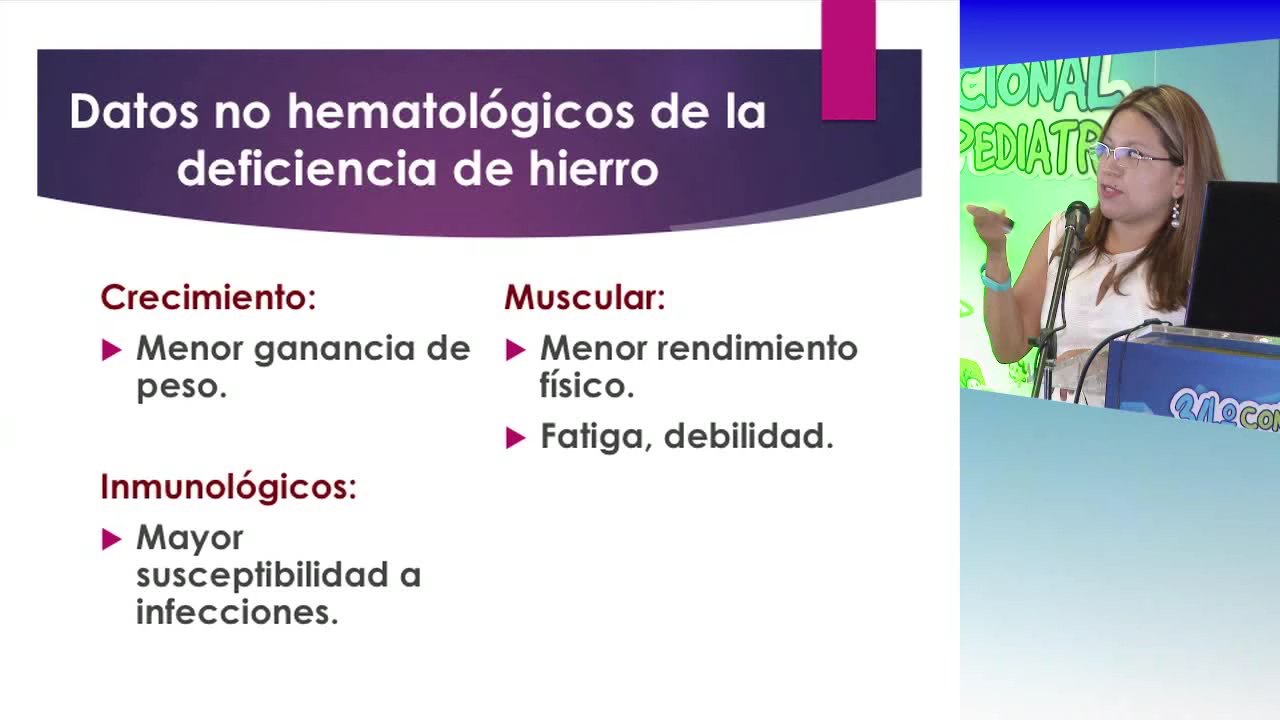 Datos no hematológicos de la
deficiencia de hierro
Crecimiento:
Menor ganancia de
peso.
Inmunológicos:
Mayor
susceptibilidad a
infecciones.
Muscular:
Menor rendimiento
físico.
Fatiga, debilidad.